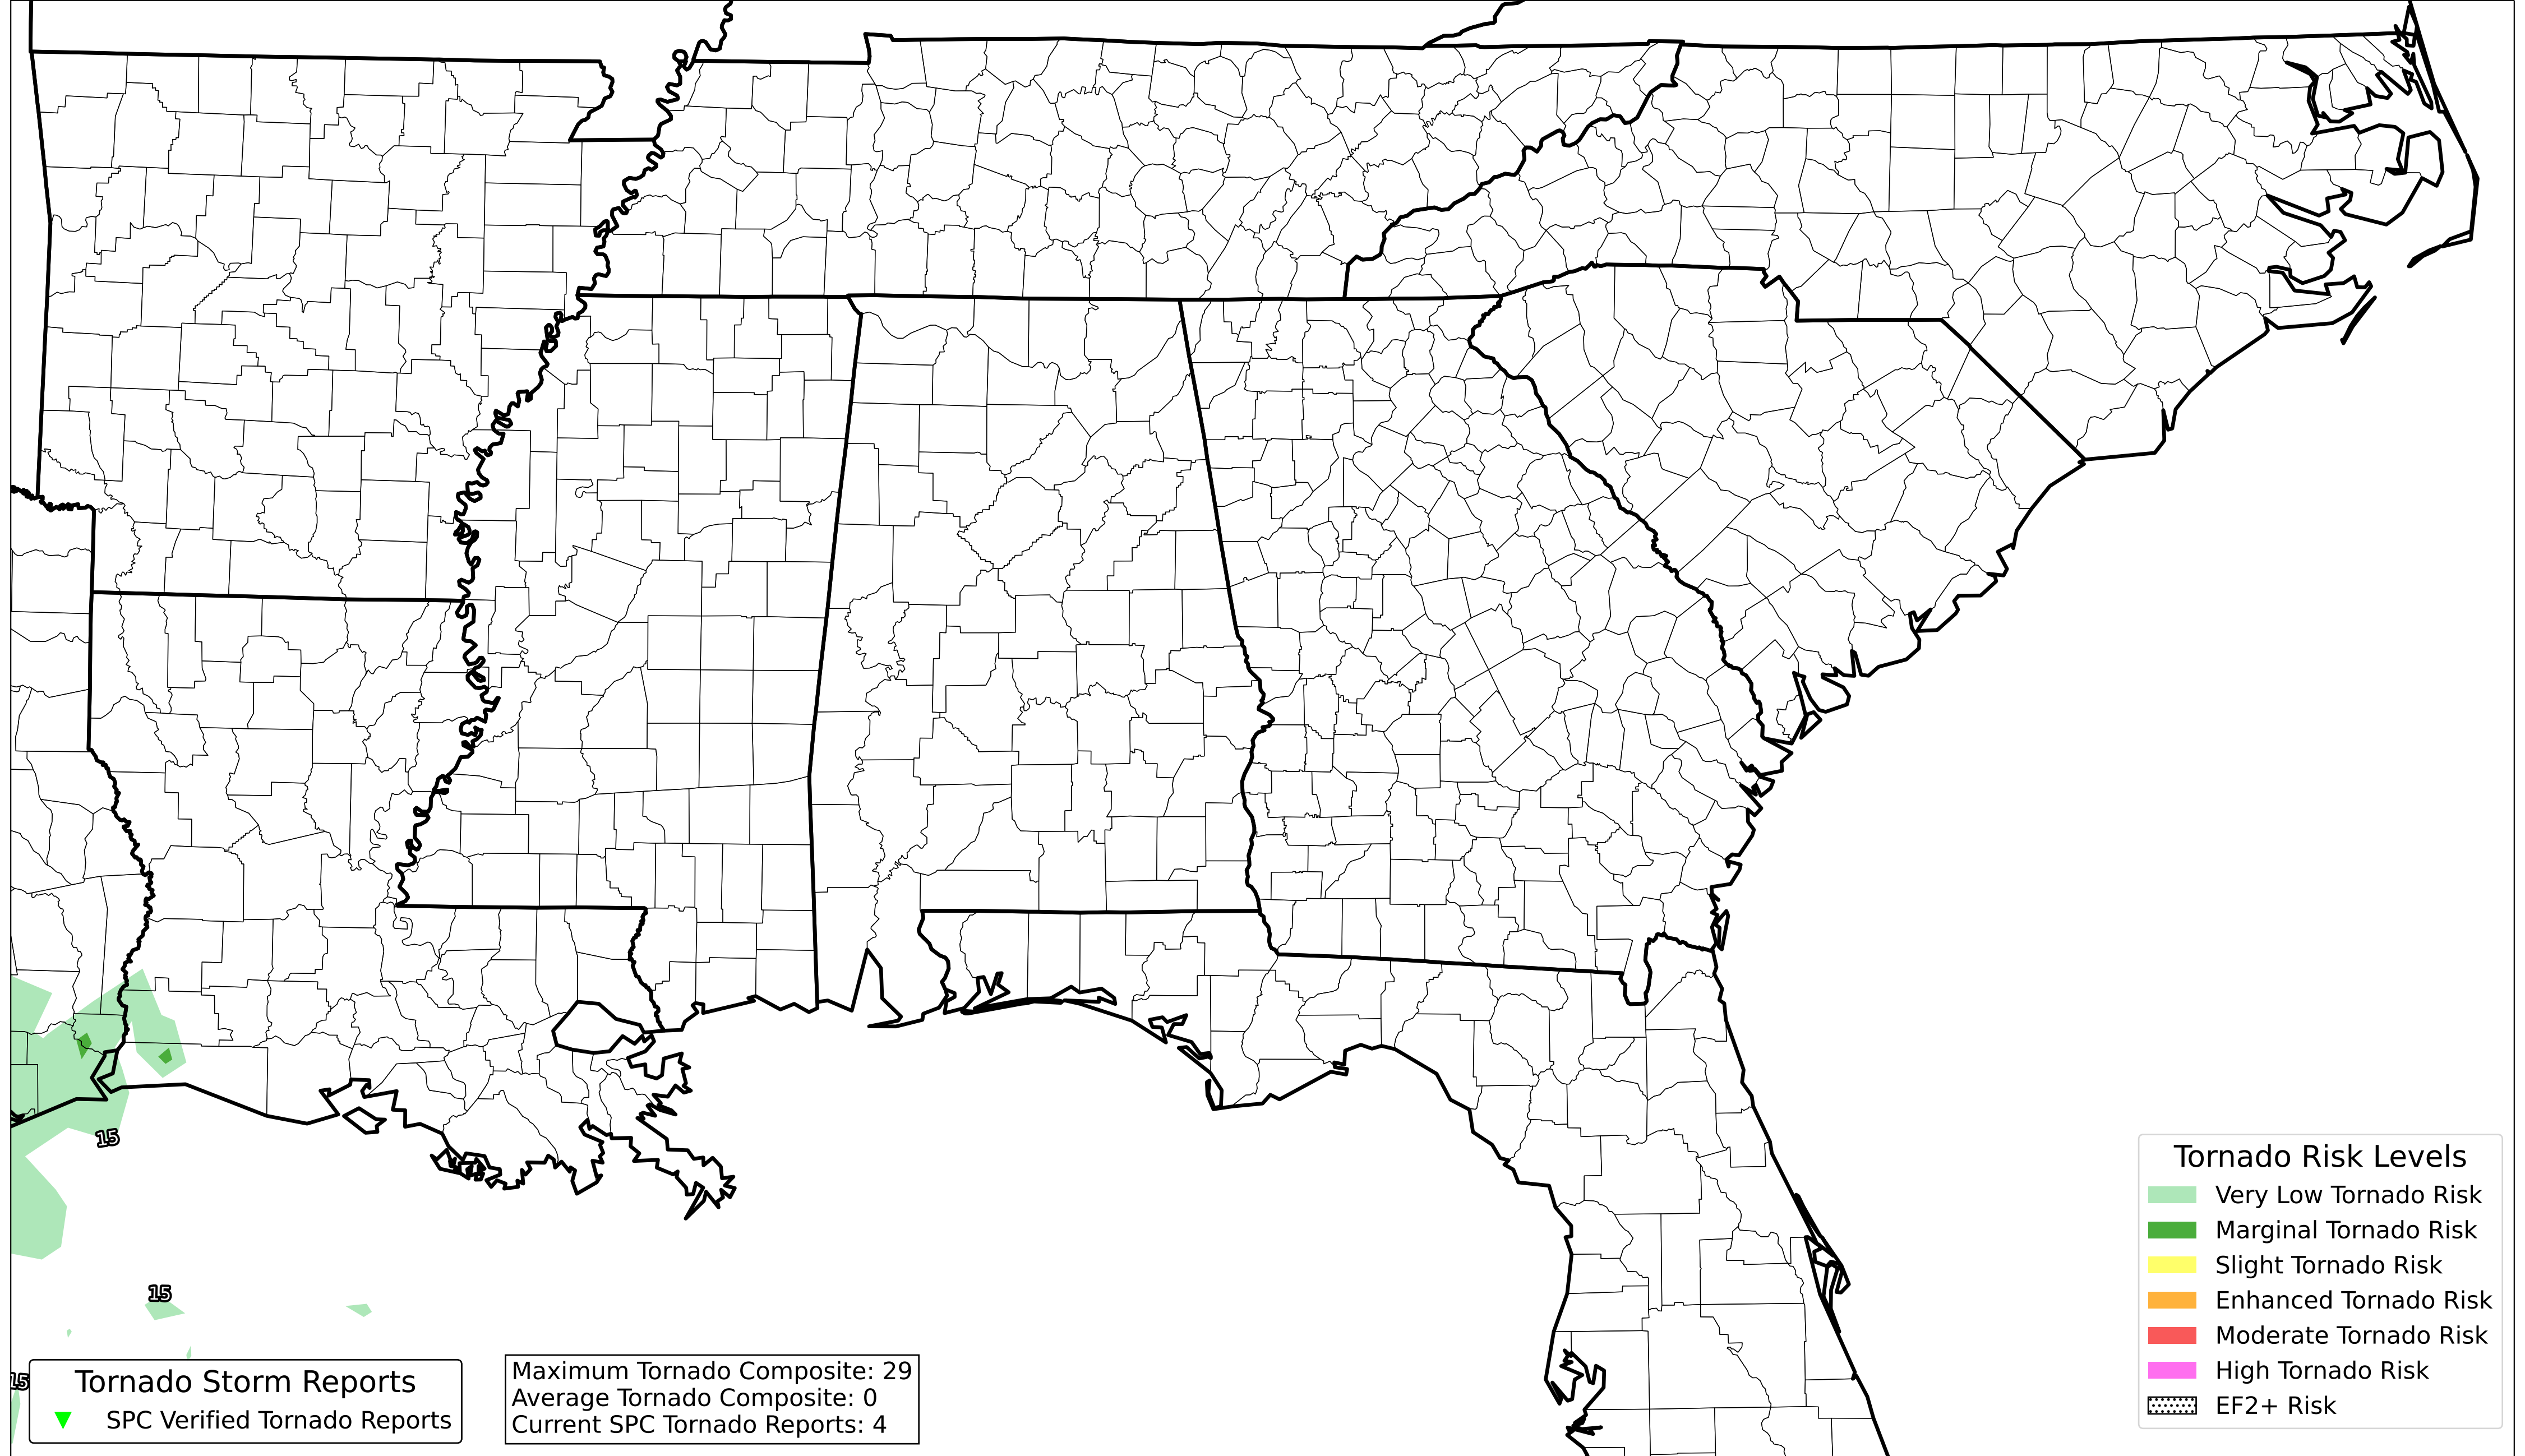 15
15
15
Tornado Storm Reports
SPC Verified Tornado Reports
Maximum Tornado Composite: 29
Average Tornado Composite: 0
Current SPC Tornado Reports: 4
Tornado Risk Levels
Very Low Tornado Risk
Marginal Tornado Risk
Slight Tornado Risk
Enhanced Tornado Risk
Moderate Tornado Risk
High Tornado Risk
EF2+ Risk